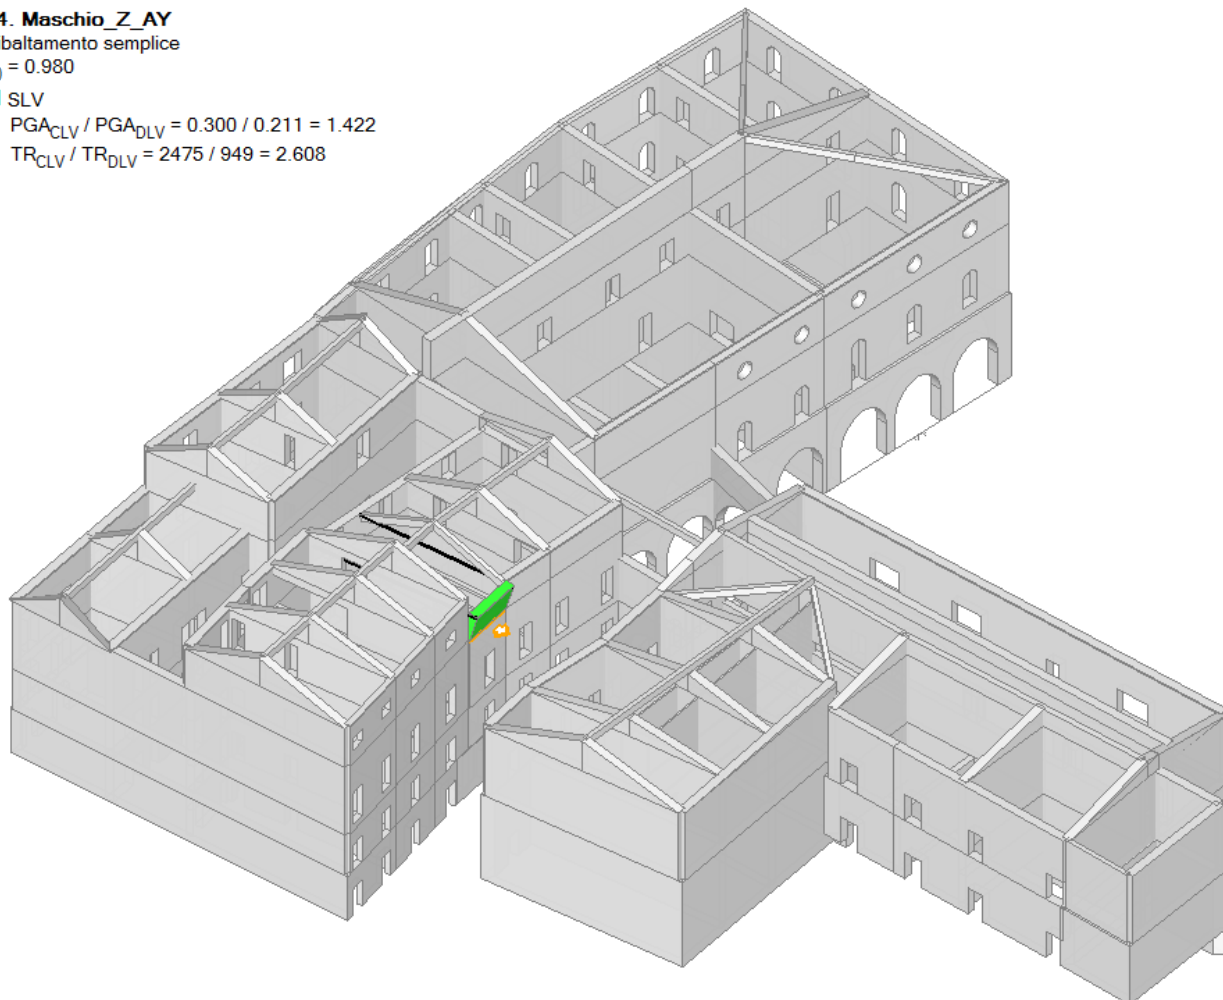 4. Maschio_Z_AY
ibaltamento semplice
) = 0.980
SLV
PGA_CLV / PGA_DLV = 0.300 / 0.211 = 1.422
TR_CLV / TR_DLV = 2475 / 949 = 2.608